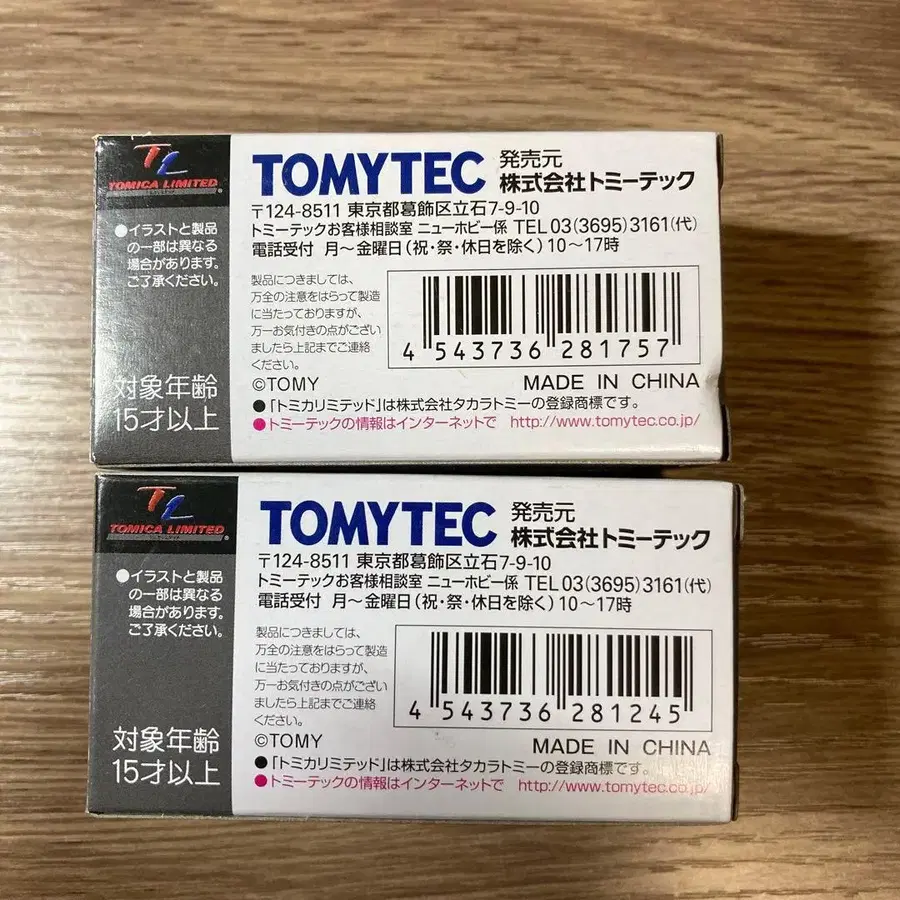 TL
TOMICA LIMITED
●イラストと製品
の一部は異なる
場合があります。
ご了承ください。
対象年齢
15才以上
TOMYTEC 発売元
株式会社トミーテック
〒124-8511 東京都葛飾区立石7-9-10
トミーテックお客様相談室 ニューホビー係 TEL 03(3695)3161(代)
電話受付 月〜金曜日(祝・祭・休日を除く)10〜17時
製品につきましては、
万全の注意をはらって製造
に当たっておりますが、
万一お気付きの点がござい
ましたら上記までご連絡
ください。
4 543736 281757
©TOMY MADE IN CHINA
●「トミカリミテッド」は株式会社タカラトミーの登録商標です。
●トミーテックの情報はインターネットで http://www.tomytec.co.jp/
TL
TOMICA LIMITED
●イラストと製品
の一部は異なる
場合があります。
ご了承ください。
対象年齢
15才以上
TOMYTEC 発売元
株式会社トミーテック
〒124-8511 東京都葛飾区立石7-9-10
トミーテックお客様相談室 ニューホビー係 TEL 03(3695)3161(代)
電話受付 月〜金曜日(祝・祭・休日を除く)10〜17時
製品につきましては、
万全の注意をはらって製造
に当たっておりますが、
万一お気付きの点がござい
ましたら上記までご連絡
ください。
4 543736 281245
©TOMY MADE IN CHINA
●「トミカリミテッド」は株式会社タカラトミーの登録商標です。
●トミーテックの情報はインターネットで http://www.tomytec.co.jp/